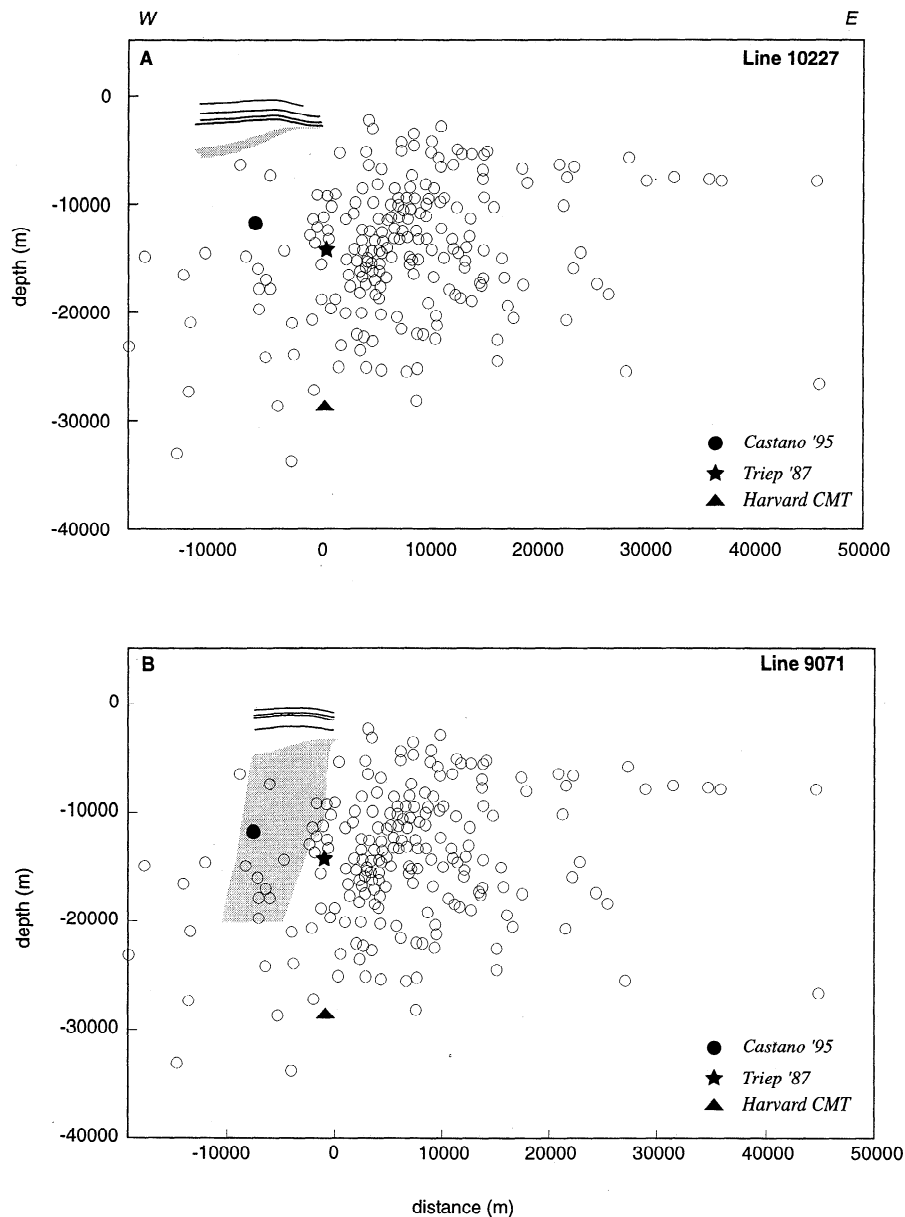 W E
A Line 10227
0
-10000
-20000
-30000
-40000
depth (m)
Castano '95
Triep '87
Harvard CMT
-10000 0 10000 20000 30000 40000 50000
B Line 9071
0
-10000
-20000
-30000
-40000
depth (m)
Castano '95
Triep '87
Harvard CMT
-10000 0 10000 20000 30000 40000 50000
distance (m)